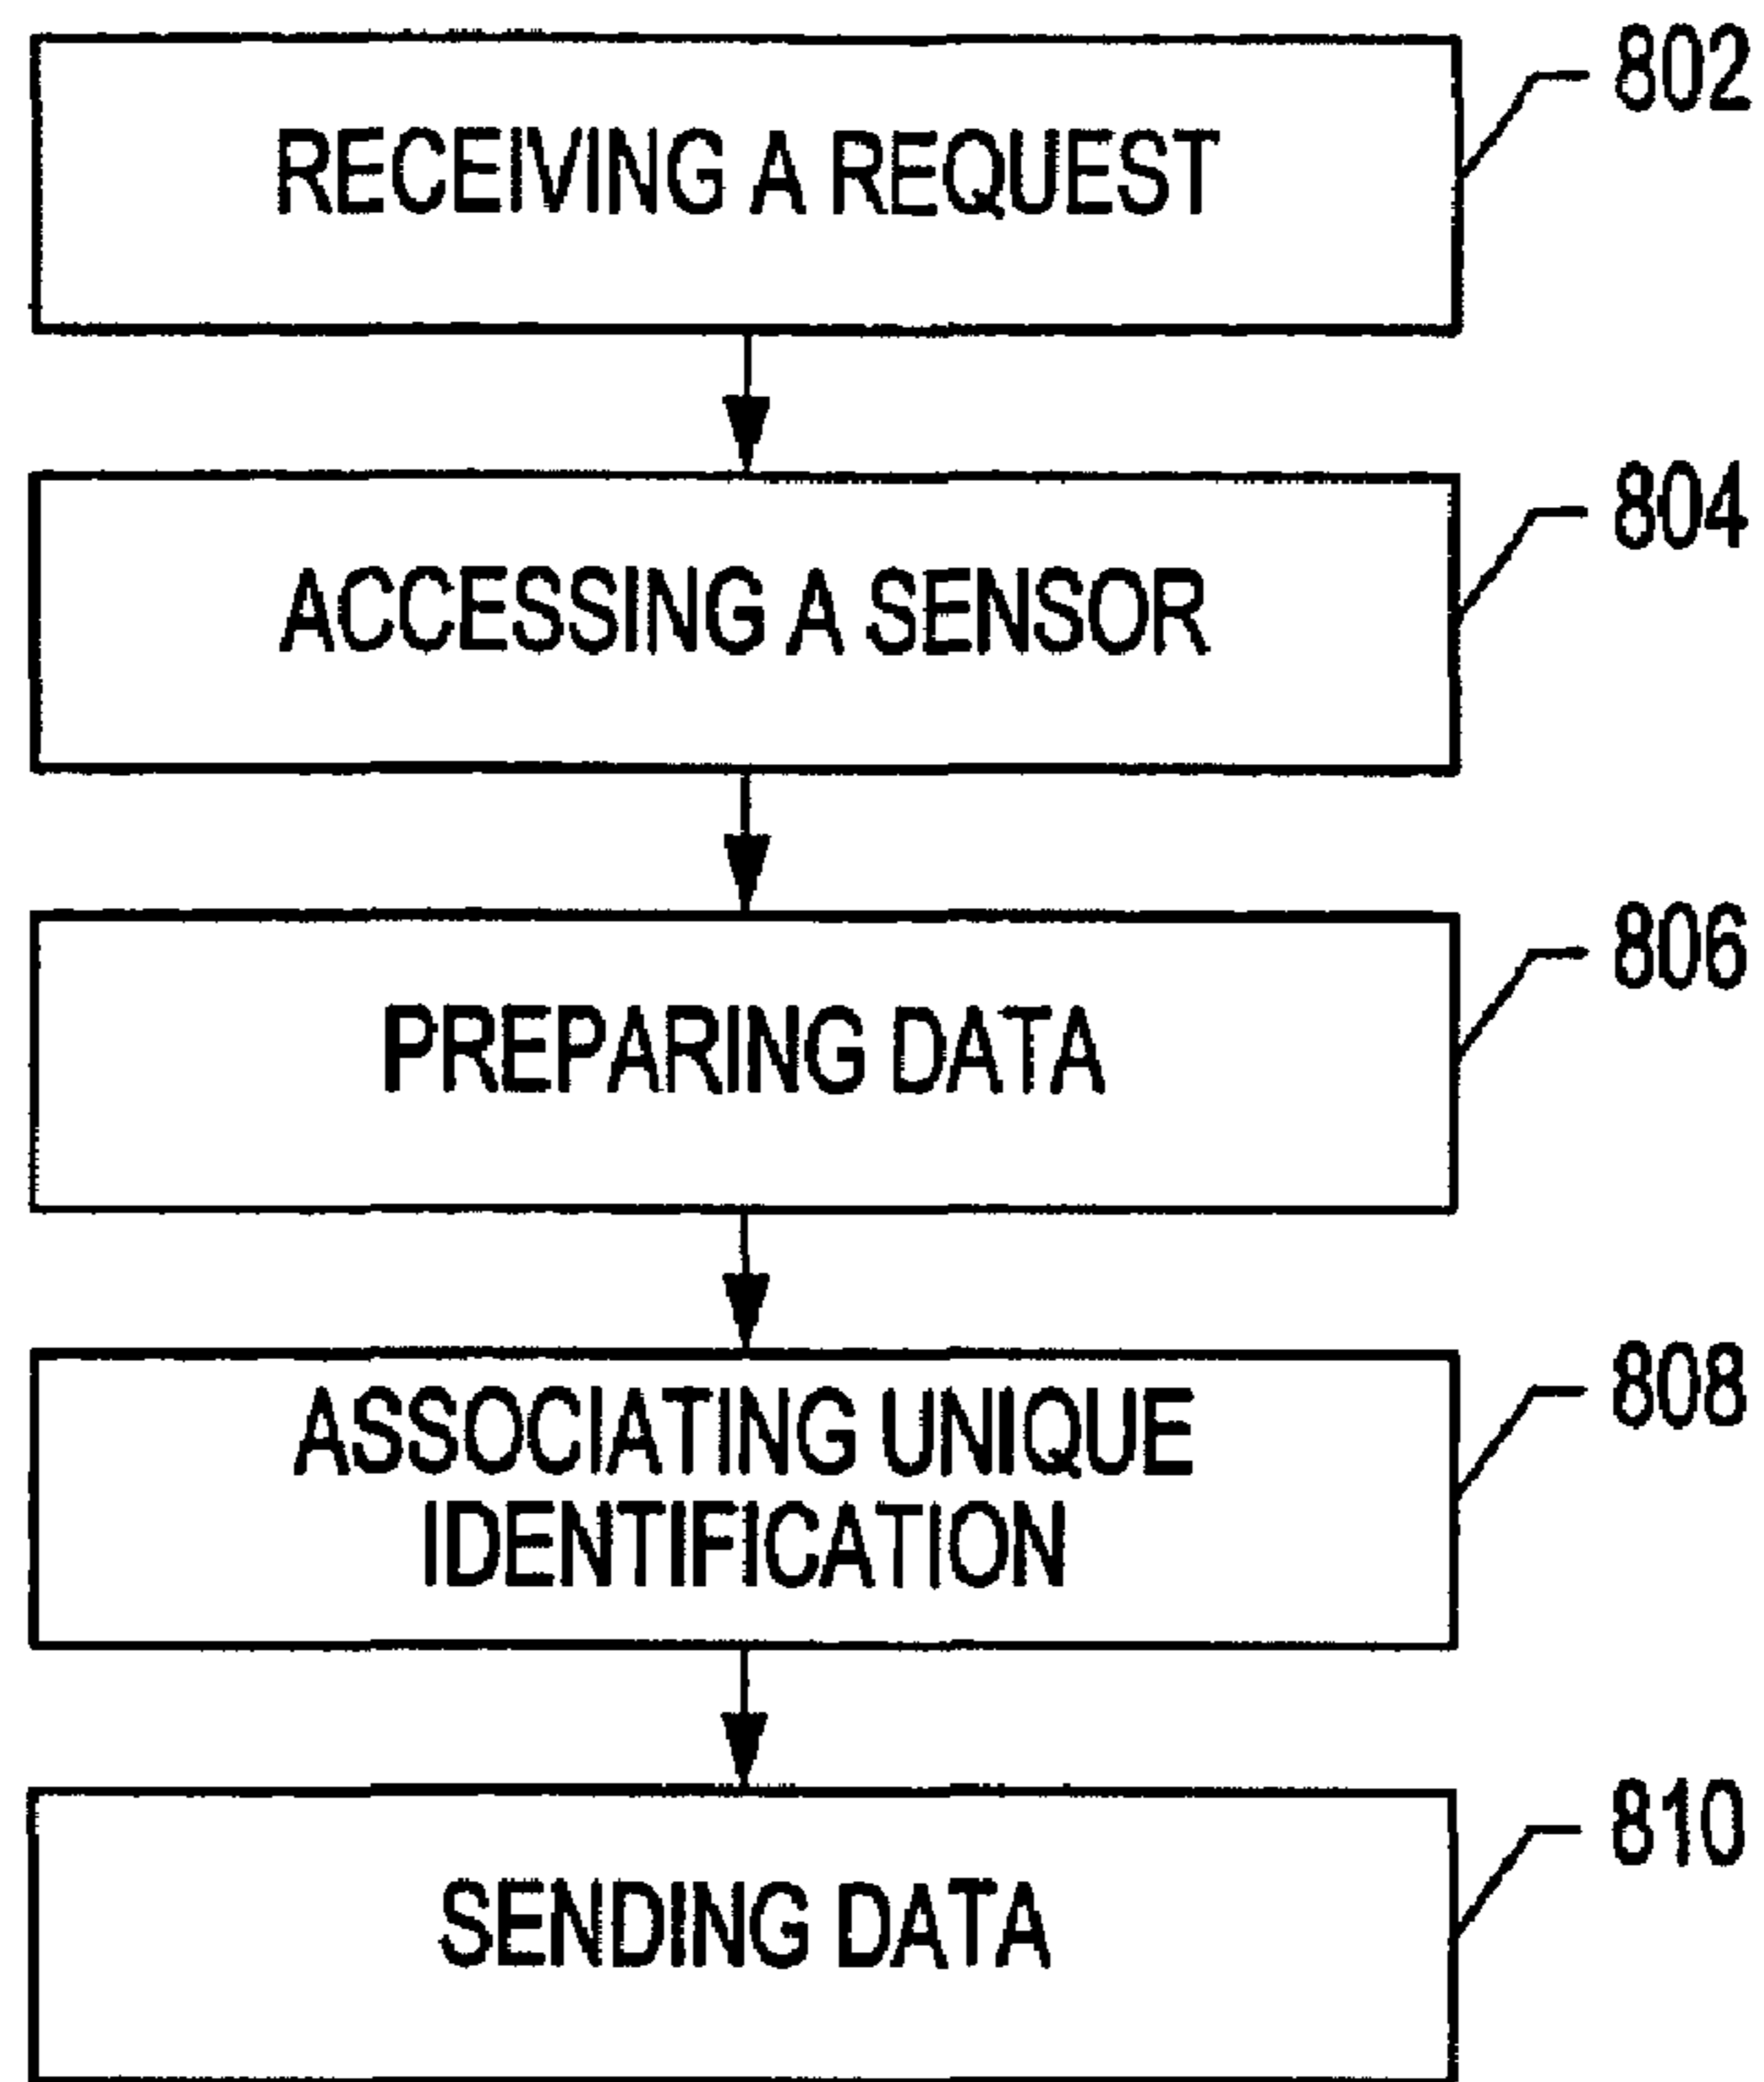 RECEIVING A REQUEST
802
ACCESSING A SENSOR
804
PREPARING DATA
806
ASSOCIATING UNIQUE
IDENTIFICATION
808
SENDING DATA
810